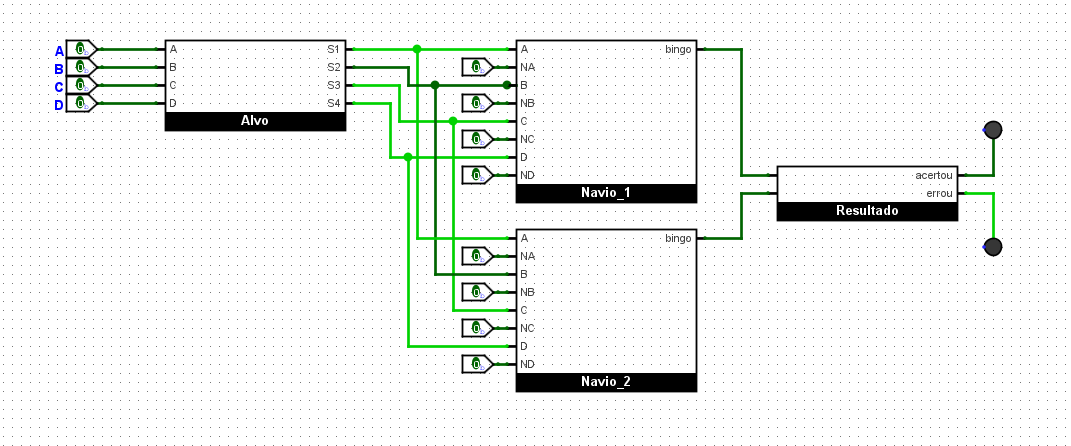 A 0 A S1
B 0 B S2
C 0 C S3
D 0 D S4
Alvo
A bingo
0 NA
B
0 NB
C
0 NC
D
0 ND
Navio_1
A bingo
0 NA
B
0 NB
C
0 NC
D
0 ND
Navio_2
acertou
errou
Resultado